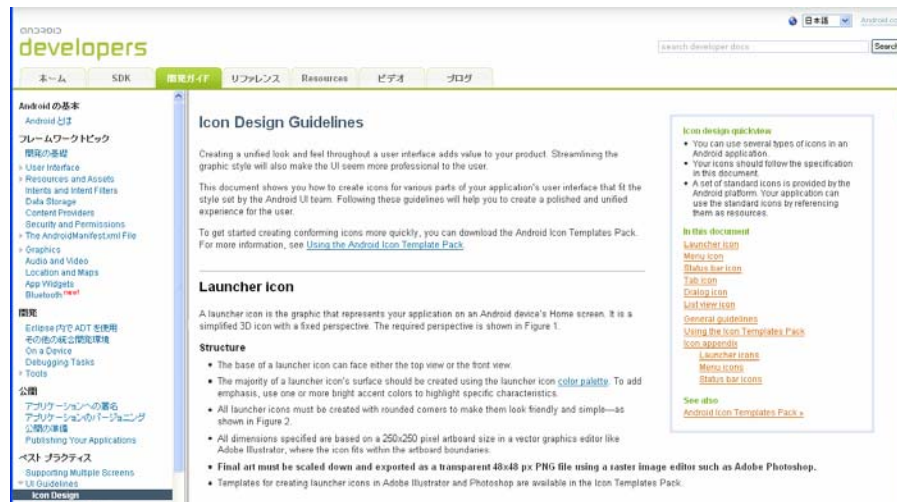 日本語
Android.co
android
developers
search developer docs
Search
ホーム
SDK
開発ガイド
リファレンス
Resources
ビデオ
ブログ
Android の基本
Android とは
フレームワークトピック
開発の基礎
User Interface
Resources and Assets
Intents and Intent Filters
Data Storage
Content Providers
Security and Permissions
The AndroidManifest.xml File
Graphics
Audio and Video
Location and Maps
App Widgets
Bluetooth new!
開発
Eclipse 内で ADT を使用
その他の統合開発環境
On a Device
Debugging Tasks
Tools
公開
アプリケーションへの署名
アプリケーションのバージョニング
公開の準備
Publishing Your Applications
ベスト プラクティス
Supporting Multiple Screens
UI Guidelines
Icon Design
Icon Design Guidelines
Creating a unified look and feel throughout a user interface adds value to your product. Streamlining the
graphic style will also make the UI seem more professional to the user.
This document shows you how to create icons for various parts of your application's user interface that fit the
style set by the Android UI team. Following these guidelines will help you to create a polished and unified
experience for the user.
To get started creating conforming icons more quickly, you can download the Android Icon Templates Pack.
For more information, see Using the Android Icon Template Pack.
Launcher icon
A launcher icon is the graphic that represents your application on an Android device's Home screen. It is a
simplified 3D icon with a fixed perspective. The required perspective is shown in Figure 1.
Structure
• The base of a launcher icon can face either the top view or the front view.
• The majority of a launcher icon's surface should be created using the launcher icon color palette. To add
emphasis, use one or more bright accent colors to highlight specific characteristics.
• All launcher icons must be created with rounded corners to make them look friendly and simple—as
shown in Figure 2.
• All dimensions specified are based on a 250x250 pixel artboard size in a vector graphics editor like
Adobe Illustrator, where the icon fits within the artboard boundaries.
• Final art must be scaled down and exported as a transparent 48x48 px PNG file using a raster image editor such as Adobe Photoshop.
• Templates for creating launcher icons in Adobe Illustrator and Photoshop are available in the Icon Templates
Pack.
Icon design quickview
• You can use several types of icons in an
Android application.
• Your icons should follow the specification
in this document.
• A set of standard icons is provided by the
Android platform. Your application can
use the standard icons by referencing
them as resources.
In this document
Launcher icon
Menu icon
Status bar icon
Tab icon
Dialog icon
List view icon
General guidelines
Using the Icon Templates Pack
Icon appendix
Launcher icons
Menu icons
Status bar icons
See also
Android Icon Templates Pack »